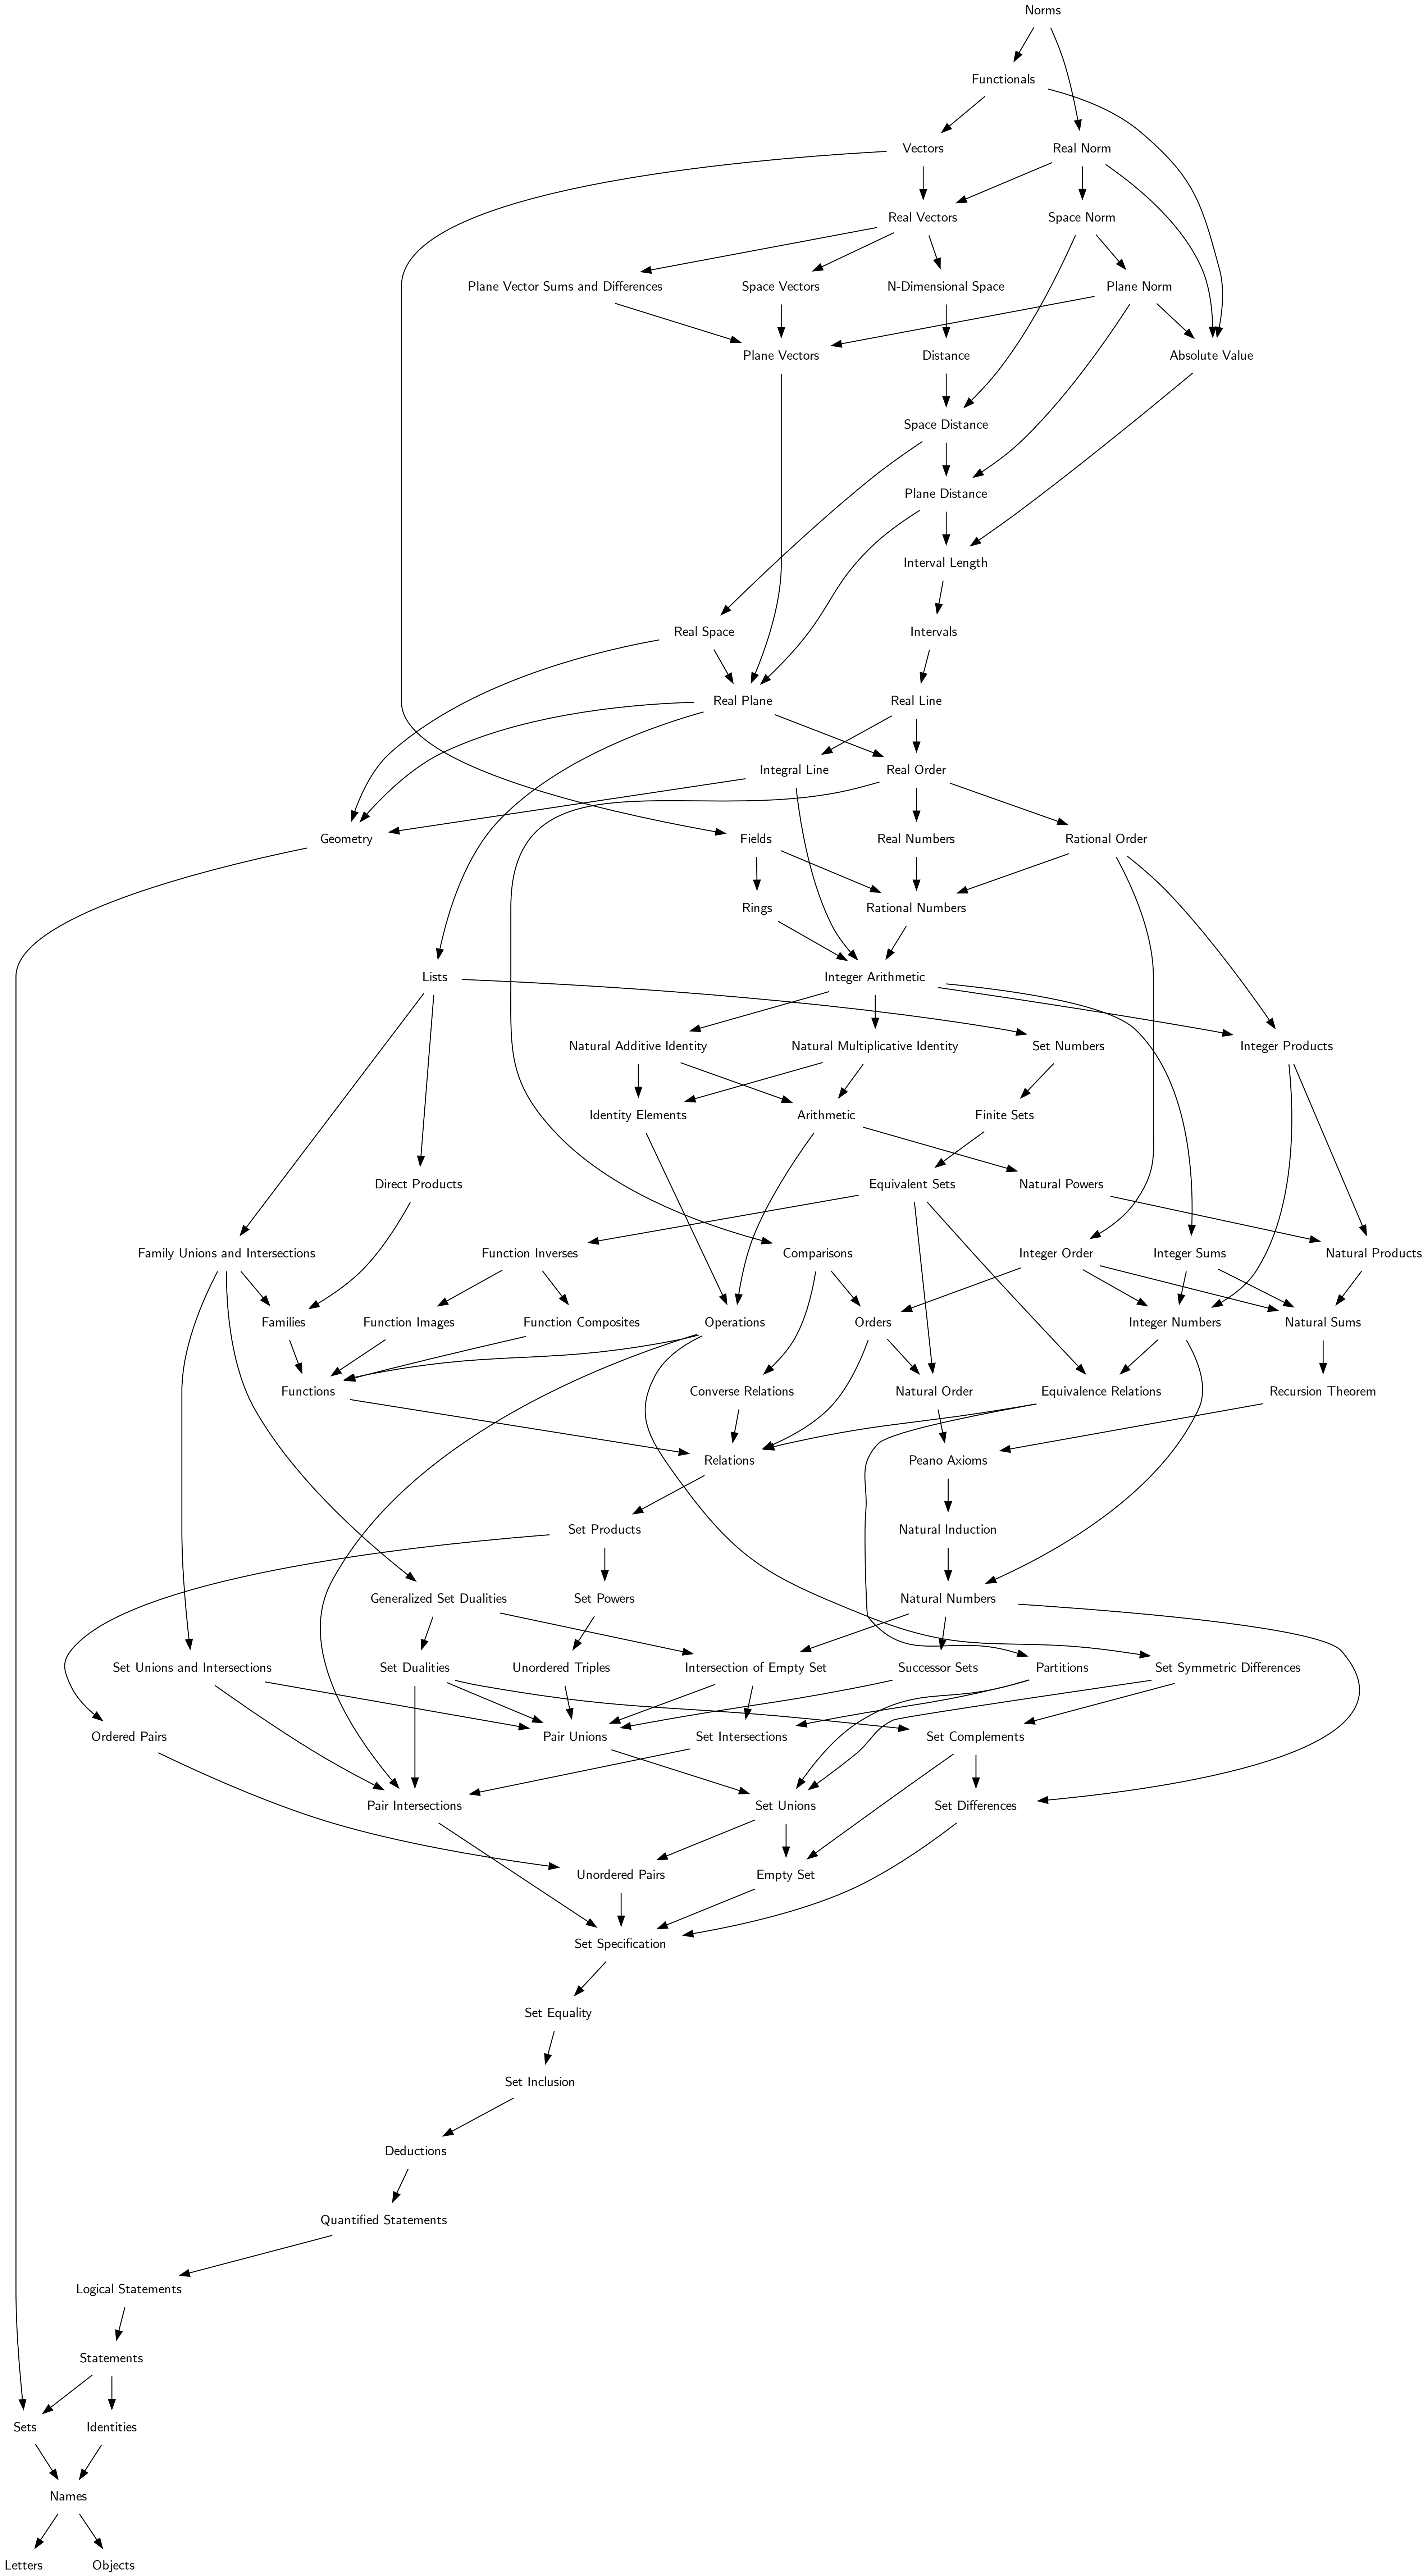 Norms
Functionals
Vectors
Real Norm
Real Vectors
Space Norm
Plane Vector Sums and Differences
Space Vectors
N-Dimensional Space
Plane Norm
Plane Vectors
Distance
Absolute Value
Space Distance
Plane Distance
Interval Length
Real Space
Intervals
Real Plane
Real Line
Integral Line
Real Order
Geometry
Fields
Real Numbers
Rational Order
Rings
Rational Numbers
Lists
Integer Arithmetic
Natural Additive Identity
Natural Multiplicative Identity
Set Numbers
Integer Products
Identity Elements
Arithmetic
Finite Sets
Direct Products
Equivalent Sets
Natural Powers
Family Unions and Intersections
Function Inverses
Comparisons
Integer Order
Integer Sums
Natural Products
Families
Function Images
Function Composites
Operations
Orders
Integer Numbers
Natural Sums
Functions
Converse Relations
Natural Order
Equivalence Relations
Recursion Theorem
Relations
Peano Axioms
Set Products
Natural Induction
Generalized Set Dualities
Set Powers
Natural Numbers
Set Unions and Intersections
Set Dualities
Unordered Triples
Intersection of Empty Set
Successor Sets
Partitions
Set Symmetric Differences
Ordered Pairs
Pair Unions
Set Intersections
Set Complements
Pair Intersections
Set Unions
Set Differences
Unordered Pairs
Empty Set
Set Specification
Set Equality
Set Inclusion
Deductions
Quantified Statements
Logical Statements
Statements
Sets
Identities
Names
Letters
Objects